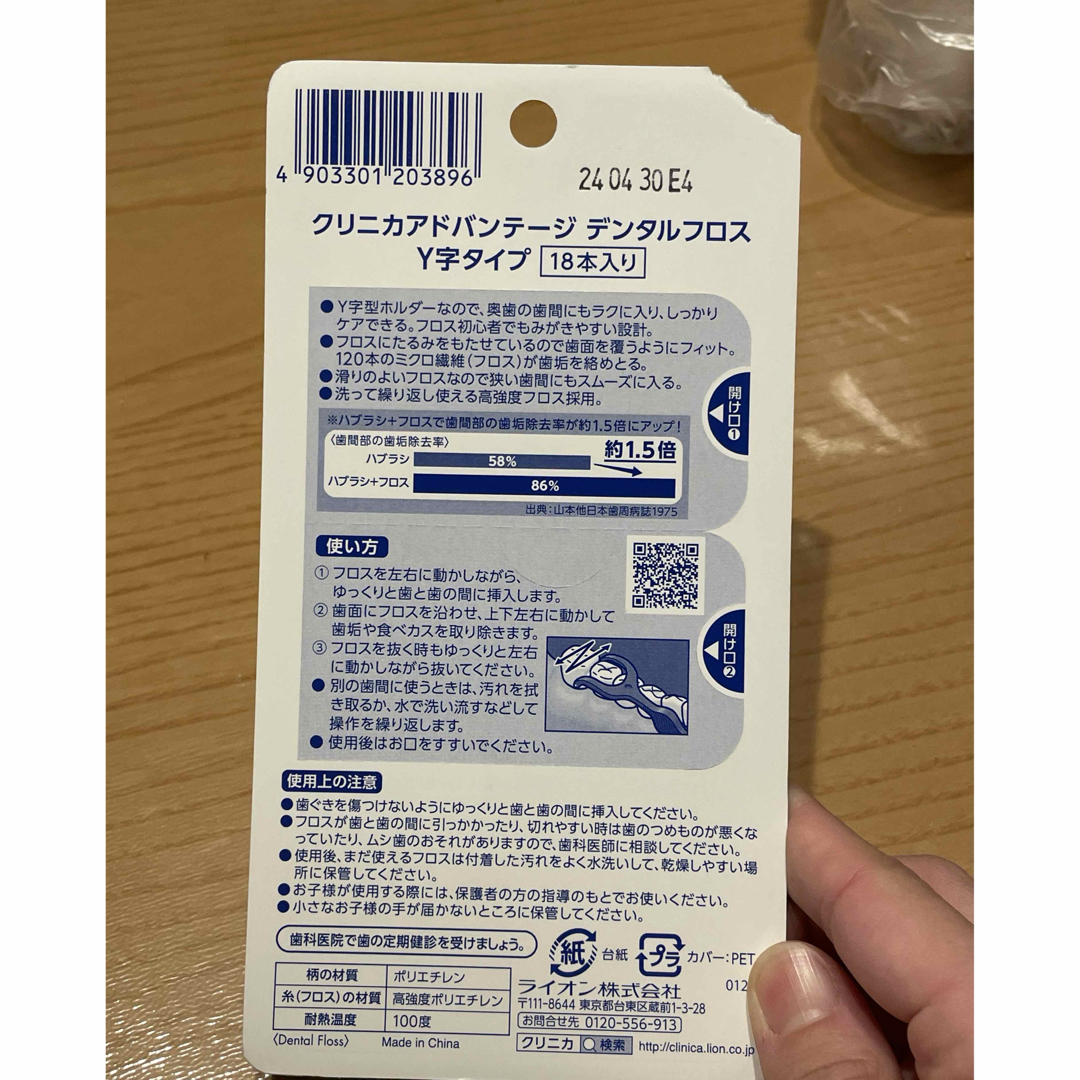 4 903301 203896
24 04 30 E4
クリニカアドバンテージ デンタルフロス
Y字タイプ 18本入り
● Y字型ホルダーなので、奥歯の歯間にもラクに入り、しっかり
ケアできる。フロス初心者でもみがきやすい設計。
● フロスにたるみをもたせているので歯面を覆うようにフィット。
120本のミクロ繊維(フロス)が歯垢を絡めとる。
● 滑りのよいフロスなので狭い歯間にもスムーズに入る。
● 洗って繰り返し使える高強度フロス採用。
開け口1
※ハブラシ+フロスで歯間部の歯垢除去率が約1.5倍にアップ!
〈歯間部の歯垢除去率〉
約1.5倍
ハブラシ 58%
ハブラシ+フロス 86%
出典:山本他日本歯周病誌1975
使い方
① フロスを左右に動かしながら、
ゆっくりと歯と歯の間に挿入します。
② 歯面にフロスを沿わせ、上下左右に動かして
歯垢や食べカスを取り除きます。
③ フロスを抜く時もゆっくりと左右
に動かしながら抜いてください。
● 別の歯間に使うときは、汚れを拭
き取るか、水で洗い流すなどして
操作を繰り返します。
● 使用後はお口をすすいでください。
開け口2
使用上の注意
● 歯ぐきを傷つけないようにゆっくりと歯と歯の間に挿入してください。
● フロスが歯と歯の間に引っかかったり、切れやすい時は歯のつめものが悪くな
っていたり、ムシ歯のおそれがありますので、歯科医師に相談してください。
● 使用後、まだ使えるフロスは付着した汚れをよく水洗いして、乾燥しやすい場
所に保管してください。
● お子様が使用する際には、保護者の方の指導のもとでお使いください。
● 小さなお子様の手が届かないところに保管してください。
歯科医院で歯の定期健診を受けましょう。
紙 台紙 プラ カバー:PET
柄の材質 ポリエチレン
糸(フロス)の材質 高強度ポリエチレン
耐熱温度 100度
〈Dental Floss〉 Made in China
012
ライオン株式会社
〒111-8644 東京都台東区蔵前1-3-28
お問合せ先 0120-556-913
クリニカ 検索 http://clinica.lion.co.jp